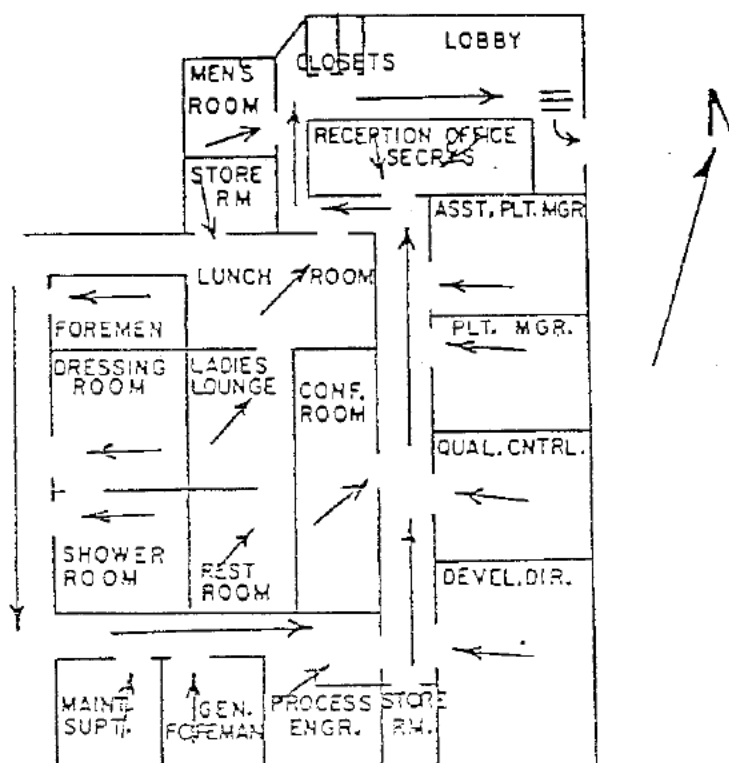 LOBBY
CLOSETS
MEN'S
ROOM
RECEPTION OFFICE
SECRES
STORE
RM
N
ASST. PLT. MGR
LUNCH ROOM
FOREMEN
PLT. MGR.
DRESSING
ROOM
LADIES
LOUNGE
CONF.
ROOM
QUAL. CNTRL.
SHOWER
ROOM
REST
ROOM
DEVEL. DIR.
MAINT.
SUPT.
GEN.
FOREMAN
PROCESS
ENGR.
STORE
RM.